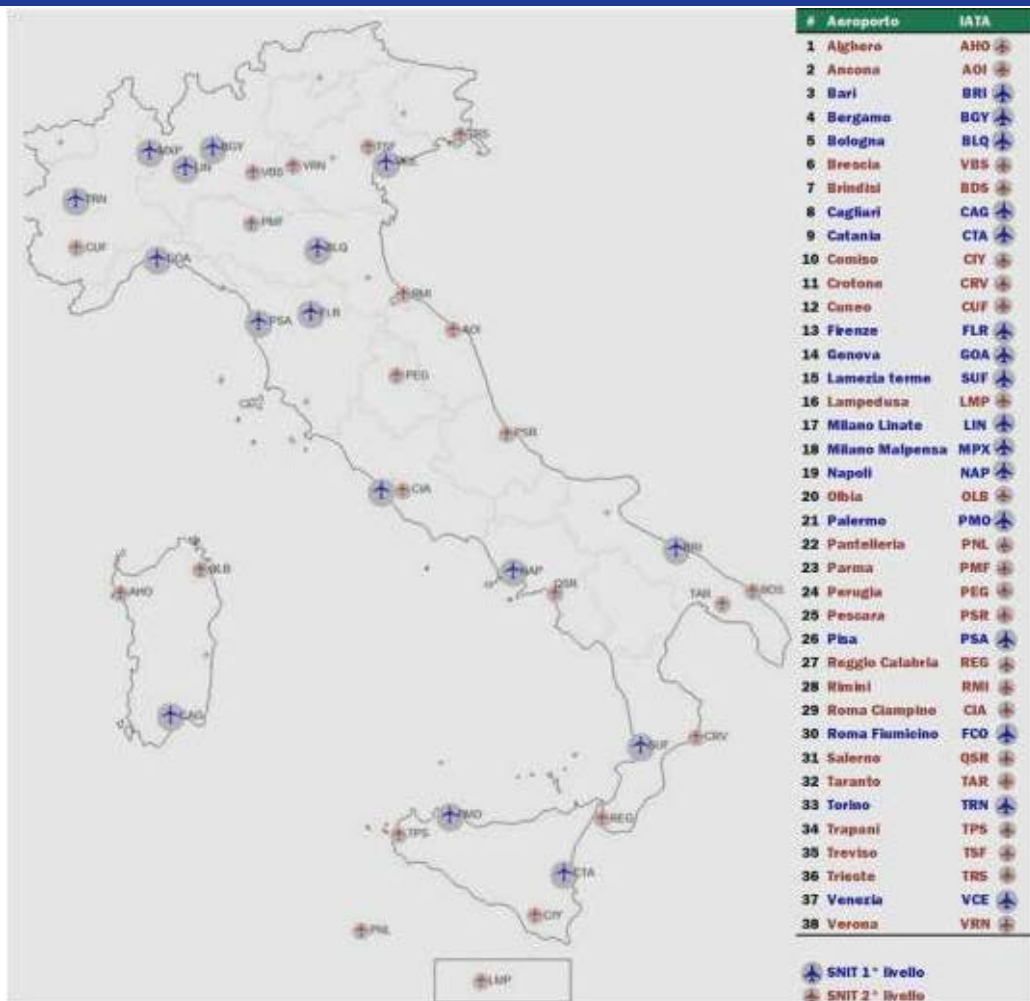 # Aeroporto IATA
1 Alghero AHO
2 Ancona AOI
3 Bari BRI
4 Bergamo BGY
5 Bologna BLQ
6 Brescia VBS
7 Brindisi BDS
8 Cagliari CAG
9 Catania CTA
10 Comiso CIY
11 Crotone CRV
12 Cuneo CUF
13 Firenze FLR
14 Genova GOA
15 Lamezia terme SUF
16 Lampedusa LMP
17 Milano Linate LIN
18 Milano Malpensa MPX
19 Napoli NAP
20 Olbia OLB
21 Palermo PMO
22 Pantelleria PNL
23 Parma PMF
24 Perugia PEG
25 Pescara PSR
26 Pisa PSA
27 Reggio Calabria REG
28 Rimini RMI
29 Roma Ciampino CIA
30 Roma Fiumicino FCO
31 Salerno QSR
32 Taranto TAR
33 Torino TRN
34 Trapani TPS
35 Treviso TSF
36 Trieste TRS
37 Venezia VCE
38 Verona VRN
SNIT 1° livello
SNIT 2° livello
TRS
TSF
MXP
BGY
VCE
LIN
VBS
VRN
TRN
PMF
CUF
BLQ
GOA
RMI
PSA
FLR
AOI
PEG
PSR
CIA
BRI
OLB
NAP
AHO
QSR
TAR
BDS
CAG
CRV
SUF
PMO
REG
TPS
CTA
CIY
PNL
LMP